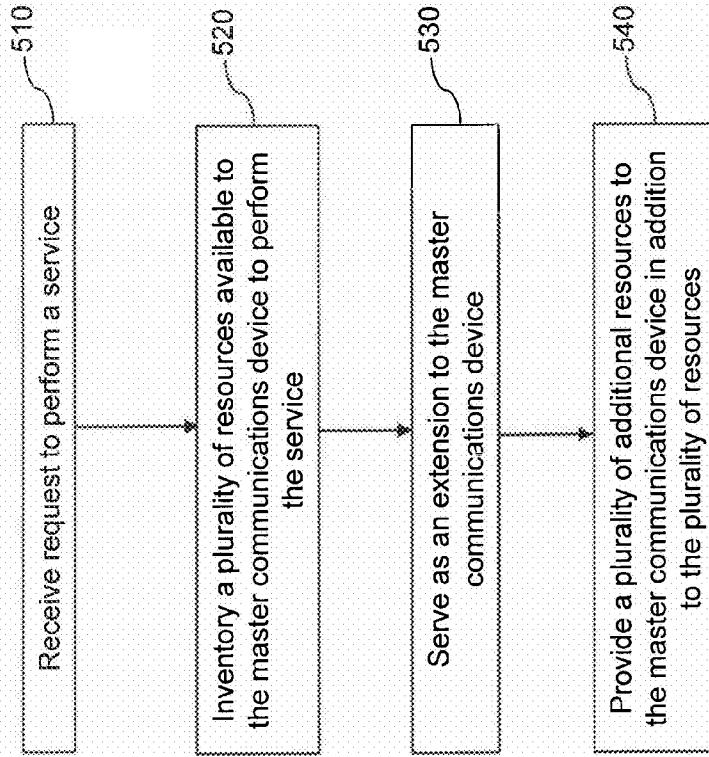 Receive request to perform a service
510
Inventory a plurality of resources available to
the master communications device to perform
the service
520
Serve as an extension to the master
communications device
530
Provide a plurality of additional resources to
the master communications device in addition
to the plurality of resources
540